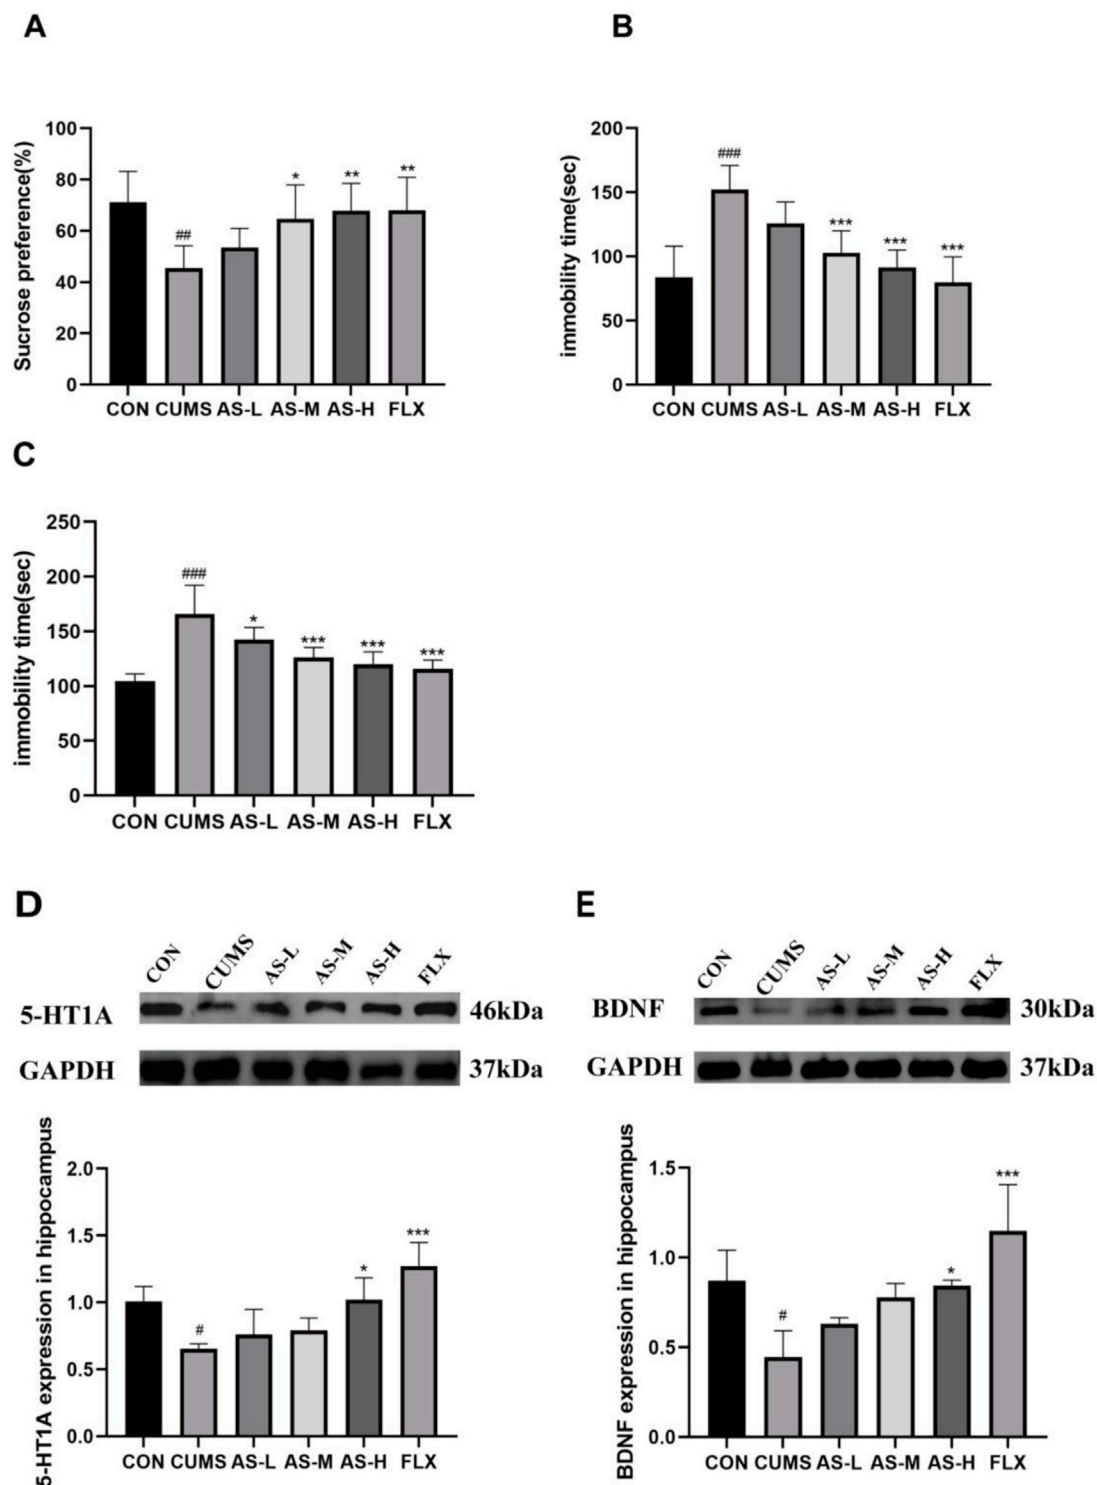 A
B
Sucrose preference(%)
100
80
60
40
20
0
##
*
**
**
CON CUMS AS-L AS-M AS-H FLX
immobility time(sec)
200
150
100
50
0
###
***
***
***
CON CUMS AS-L AS-M AS-H FLX
C
immobility time(sec)
250
200
150
100
50
0
###
*
***
***
***
CON CUMS AS-L AS-M AS-H FLX
D
CON CUMS AS-L AS-M AS-H FLX
5-HT1A 46kDa
GAPDH 37kDa
5-HT1A expression in hippocampus
2.0
1.5
1.0
0.5
0.0
#
*
***
CON CUMS AS-L AS-M AS-H FLX
E
CON CUMS AS-L AS-M AS-H FLX
BDNF 30kDa
GAPDH 37kDa
BDNF expression in hippocampus
1.5
1.0
0.5
0.0
#
*
***
CON CUMS AS-L AS-M AS-H FLX